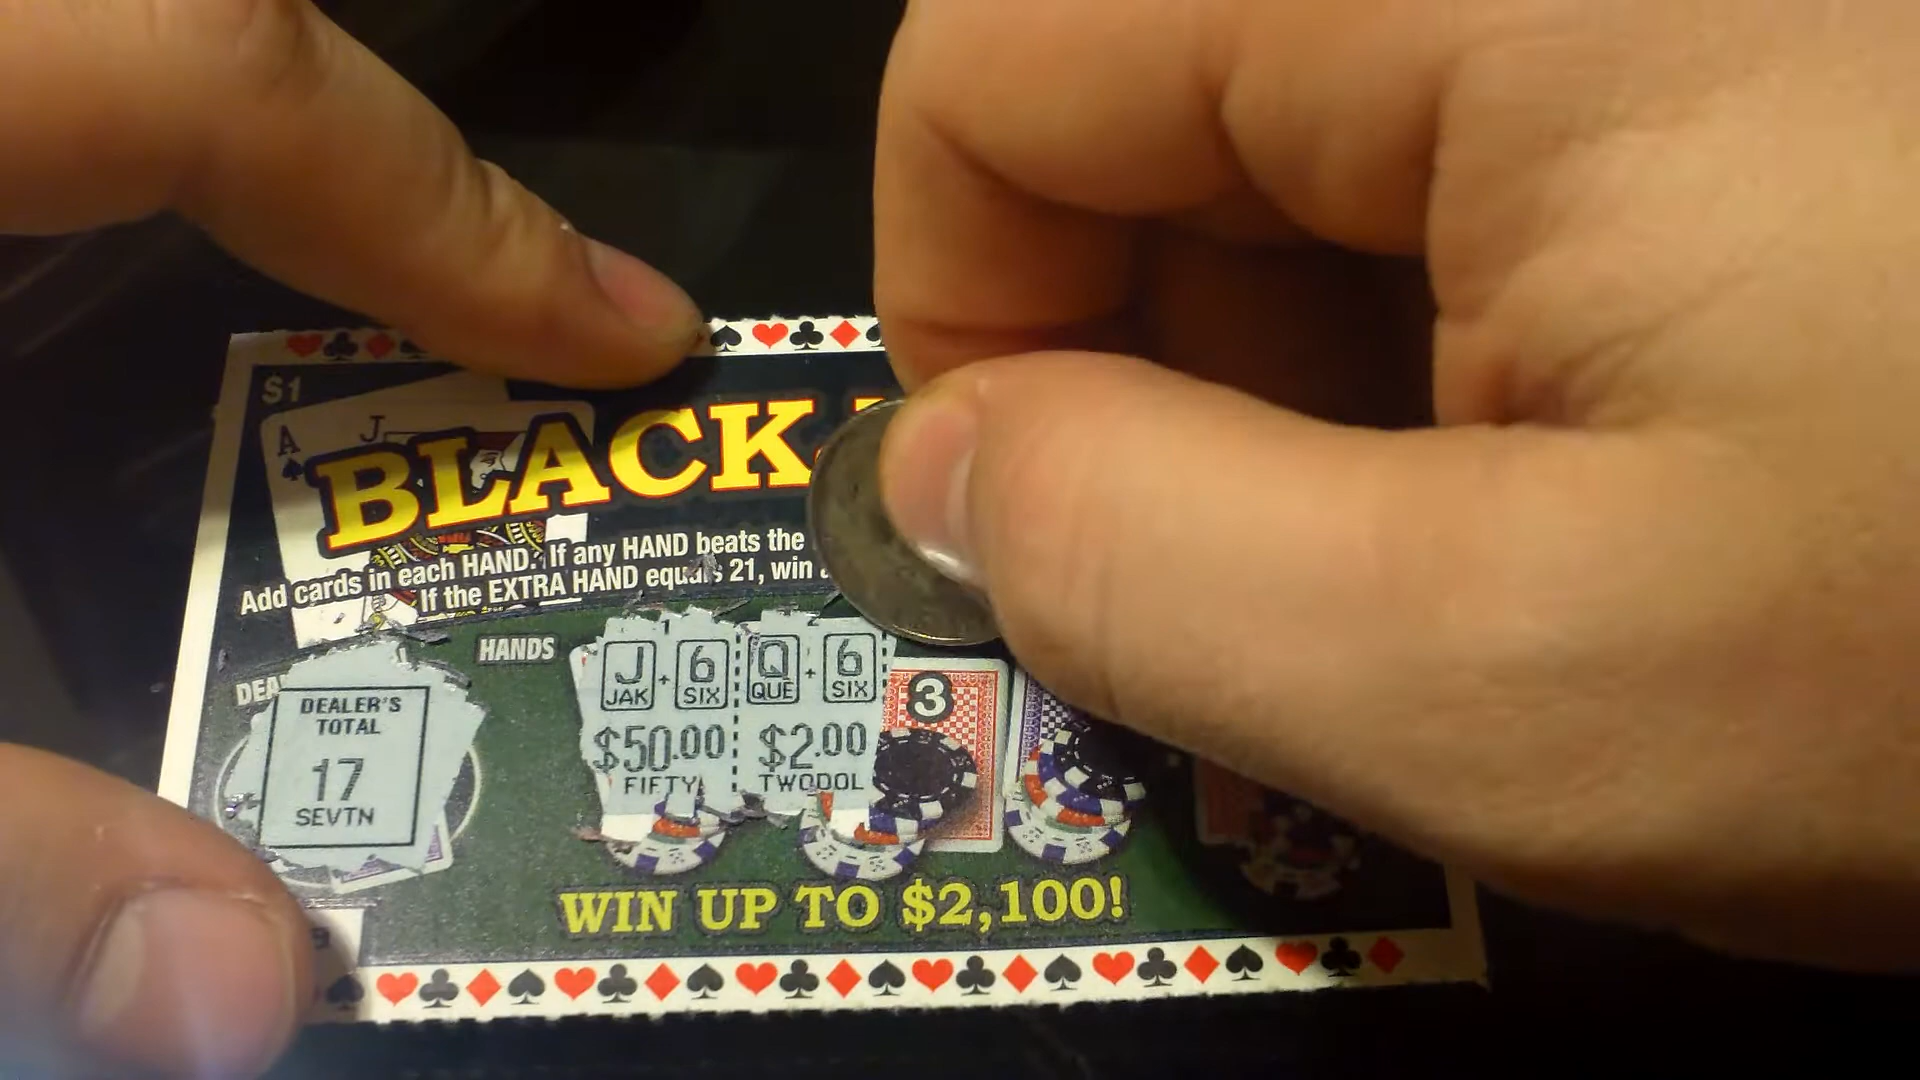 $1
A
J
BLACK
Add cards in each HAND. If any HAND beats the
If the EXTRA HAND equals 21, win
HANDS
DEA
DEALER'S
TOTAL
17
SEVTN
1
J + 6
JAK SIX
$50.00
FIFTY
Q + 6
QUE SIX
$2.00
TWODOL
3
WIN UP TO $2,100!
9